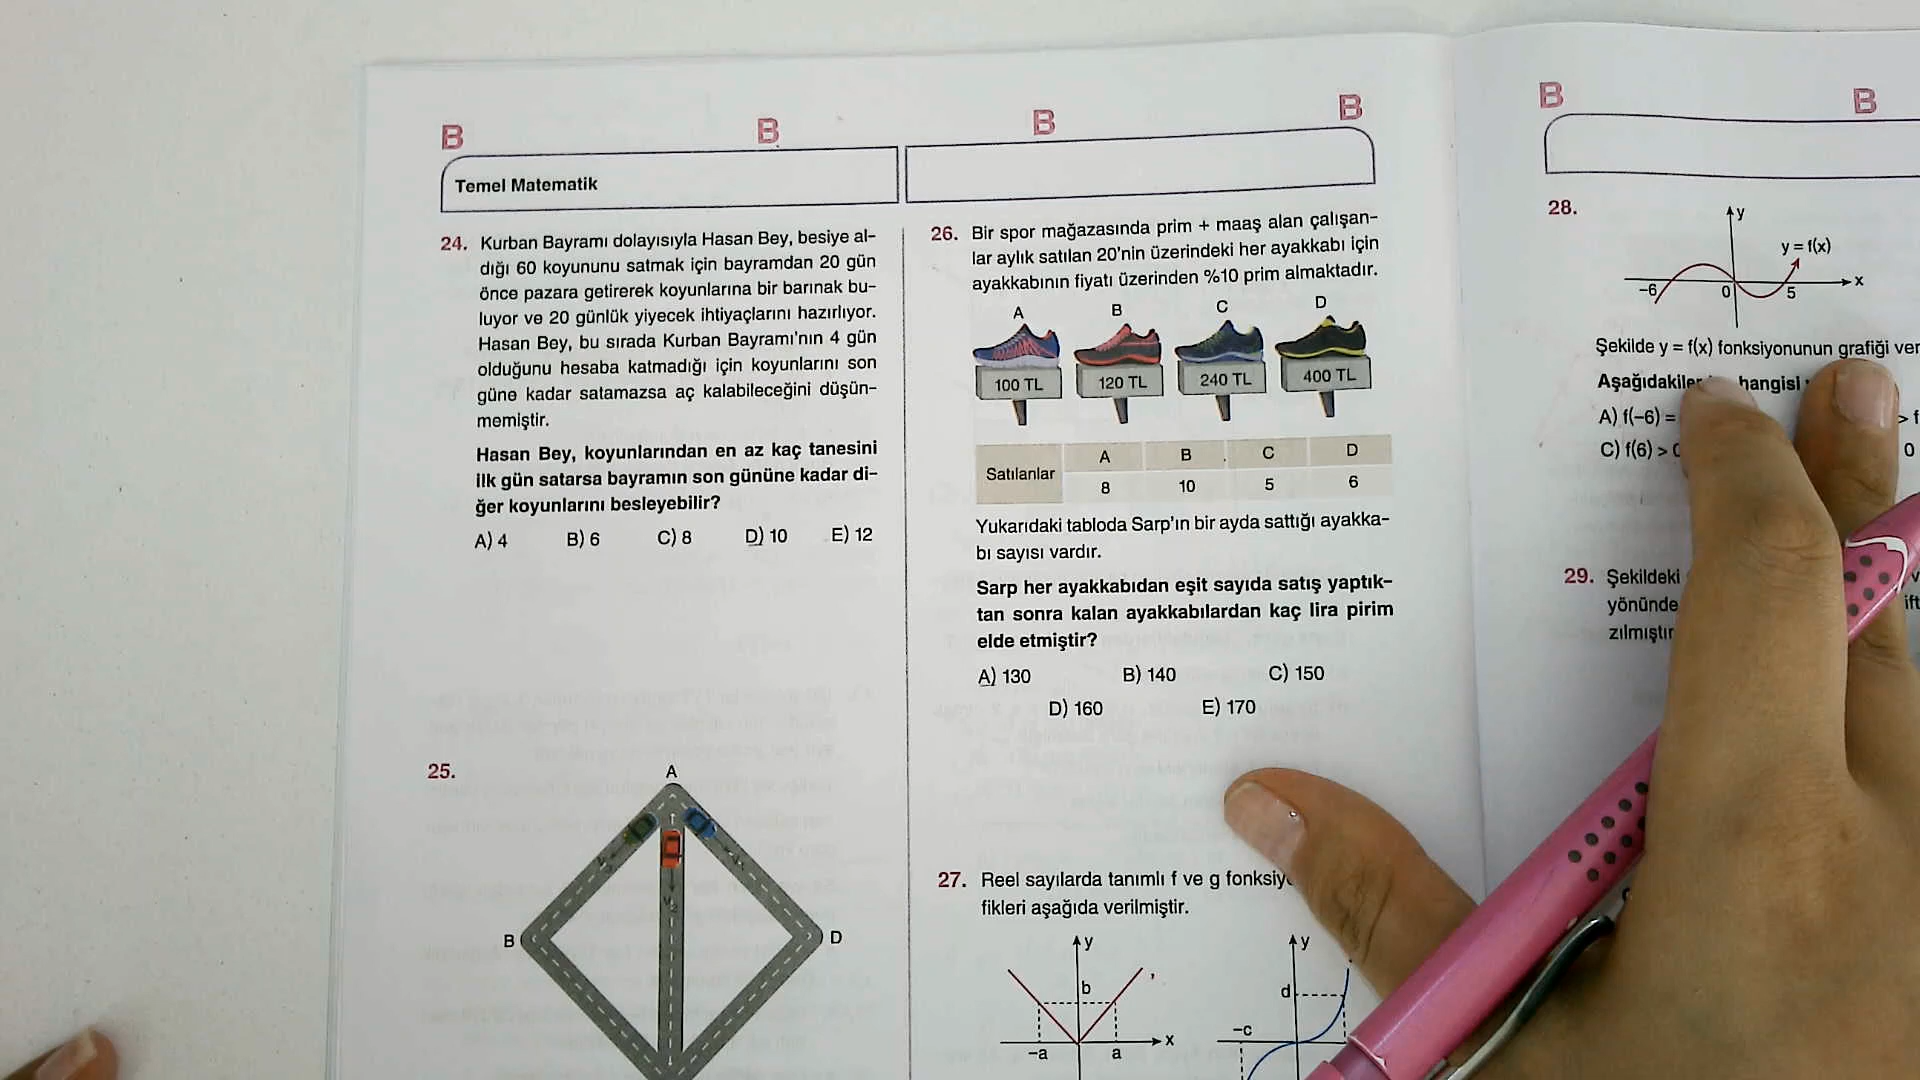 B B B B
Temel Matematik
24. Kurban Bayramı dolayısıyla Hasan Bey, besiye al-
dığı 60 koyununu satmak için bayramdan 20 gün
önce pazara getirerek koyunlarına bir barınak bu-
luyor ve 20 günlük yiyecek ihtiyaçlarını hazırlıyor.
Hasan Bey, bu sırada Kurban Bayramı'nın 4 gün
olduğunu hesaba katmadığı için koyunlarını son
güne kadar satamazsa aç kalabileceğini düşün-
memiştir.
Hasan Bey, koyunlarından en az kaç tanesini
ilk gün satarsa bayramın son gününe kadar di-
ğer koyunlarını besleyebilir?
A) 4 B) 6 C) 8 D) 10 E) 12
25.
A
B D
26. Bir spor mağazasında prim + maaş alan çalışan-
lar aylık satılan 20'nin üzerindeki her ayakkabı için
ayakkabının fiyatı üzerinden %10 prim almaktadır.
A B C D
100 TL 120 TL 240 TL 400 TL
Satılanlar A B C D
8 10 5 6
Yukarıdaki tabloda Sarp'ın bir ayda sattığı ayakka-
bı sayısı vardır.
Sarp her ayakkabıdan eşit sayıda satış yaptık-
tan sonra kalan ayakkabılardan kaç lira pirim
elde etmiştir?
A) 130 B) 140 C) 150
D) 160 E) 170
27. Reel sayılarda tanımlı f ve g
fikleri aşağıda verilmiştir.
y y
b d
-c
-a a x
B B
28.
y
y = f(x)
-6 0 5 x
Şekilde y = f(x) fonksiyonunun grafiği
Aşağıdakiler hangisi
A) f(-6) = > f
C) f(6) > 0
29. Şekildeki
yönünde